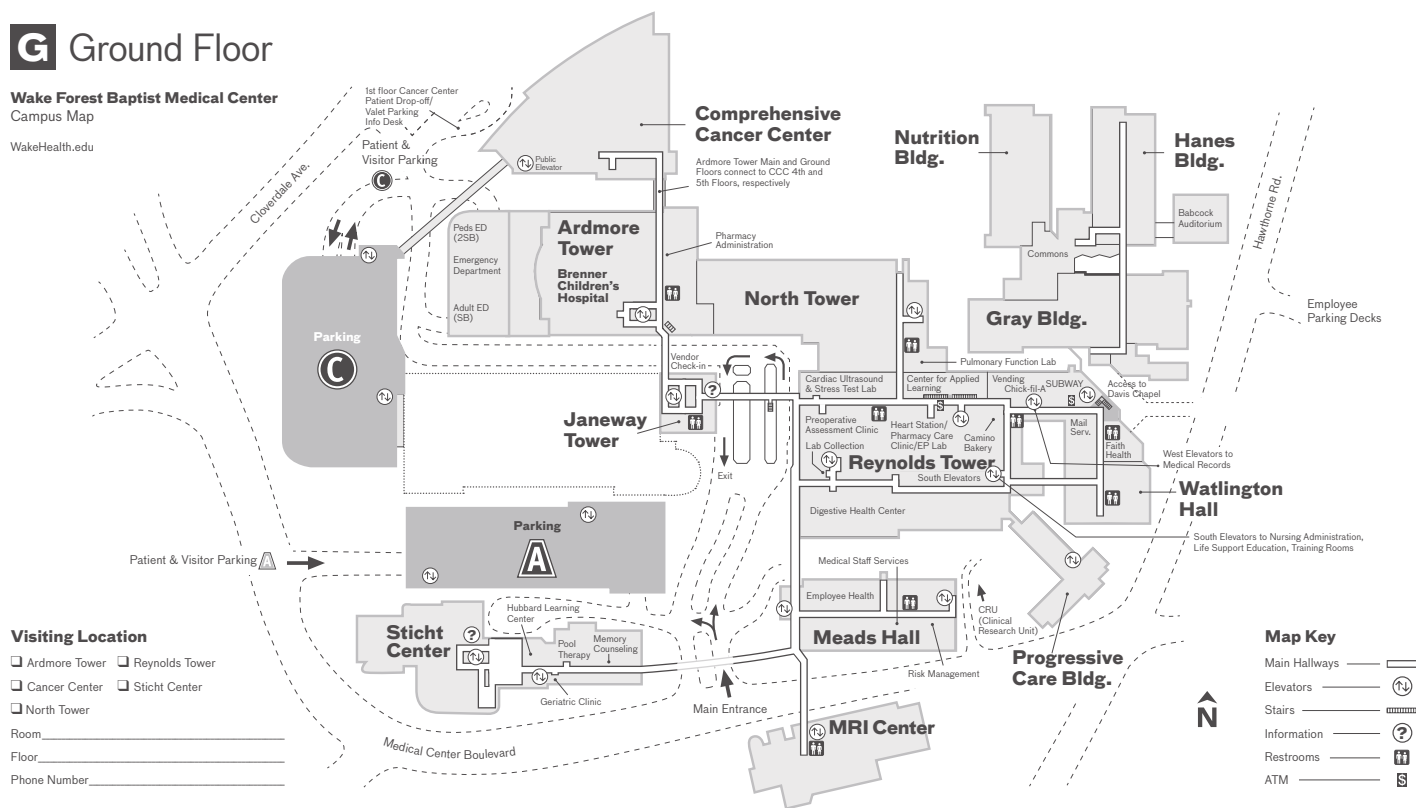 G Ground Floor
Wake Forest Baptist Medical Center
Campus Map
WakeHealth.edu
1st floor Cancer Center
Patient Drop-off/
Valet Parking
Info Desk
Patient &
Visitor Parking
C
Cloverdale Ave.
Public
Elevator
Comprehensive
Cancer Center
Ardmore Tower Main and Ground
Floors connect to CCC 4th and
5th Floors, respectively
Nutrition
Bldg.
Hanes
Bldg.
Babcock
Auditorium
Hawthorne Rd.
Commons
Gray Bldg.
Employee
Parking Decks
Peds ED
(2SB)
Emergency
Department
Adult ED
(SB)
Ardmore
Tower
Brenner
Children's
Hospital
Pharmacy
Administration
North Tower
Parking
C
Vendor
Check-in
?
Pulmonary Function Lab
Janeway
Tower
Exit
Cardiac Ultrasound
& Stress Test Lab
Center for Applied
Learning
$
Vending
Chick-fil-A
SUBWAY
$
Access to
Davis Chapel
Preoperative
Assessment Clinic
Lab Collection
Heart Station/
Pharmacy Care
Clinic/EP Lab
Camino
Bakery
Mail
Serv.
Faith
Health
Reynolds Tower
South Elevators
West Elevators to
Medical Records
Watlington
Hall
Digestive Health Center
South Elevators to Nursing Administration,
Life Support Education, Training Rooms
Parking
A
Patient & Visitor Parking A
Medical Staff Services
Employee Health
Meads Hall
Risk Management
CRU
(Clinical
Research Unit)
Progressive
Care Bldg.
Hubbard Learning
Center
Sticht
Center
?
Pool
Therapy
Memory
Counseling
Geriatric Clinic
Main Entrance
Medical Center Boulevard
MRI Center
N
Visiting Location
Ardmore Tower Reynolds Tower
Cancer Center Sticht Center
North Tower
Room
Floor
Phone Number
Map Key
Main Hallways
Elevators
Stairs
Information ?
Restrooms
ATM $